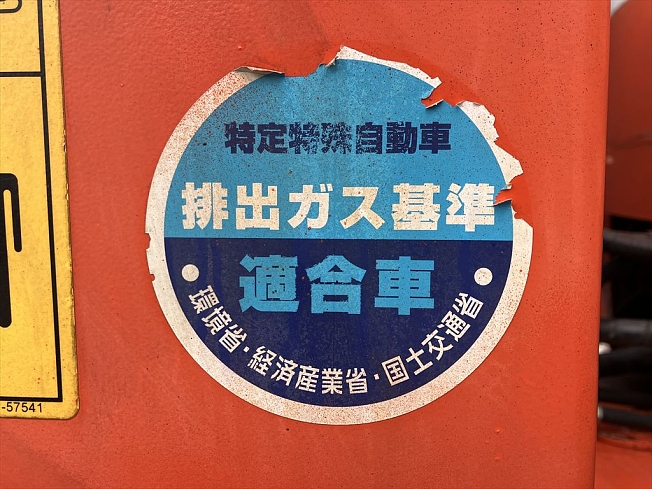 特定特殊自動車
排出ガス基準
適合車
環境省・経済産業省・国土交通省
-57541